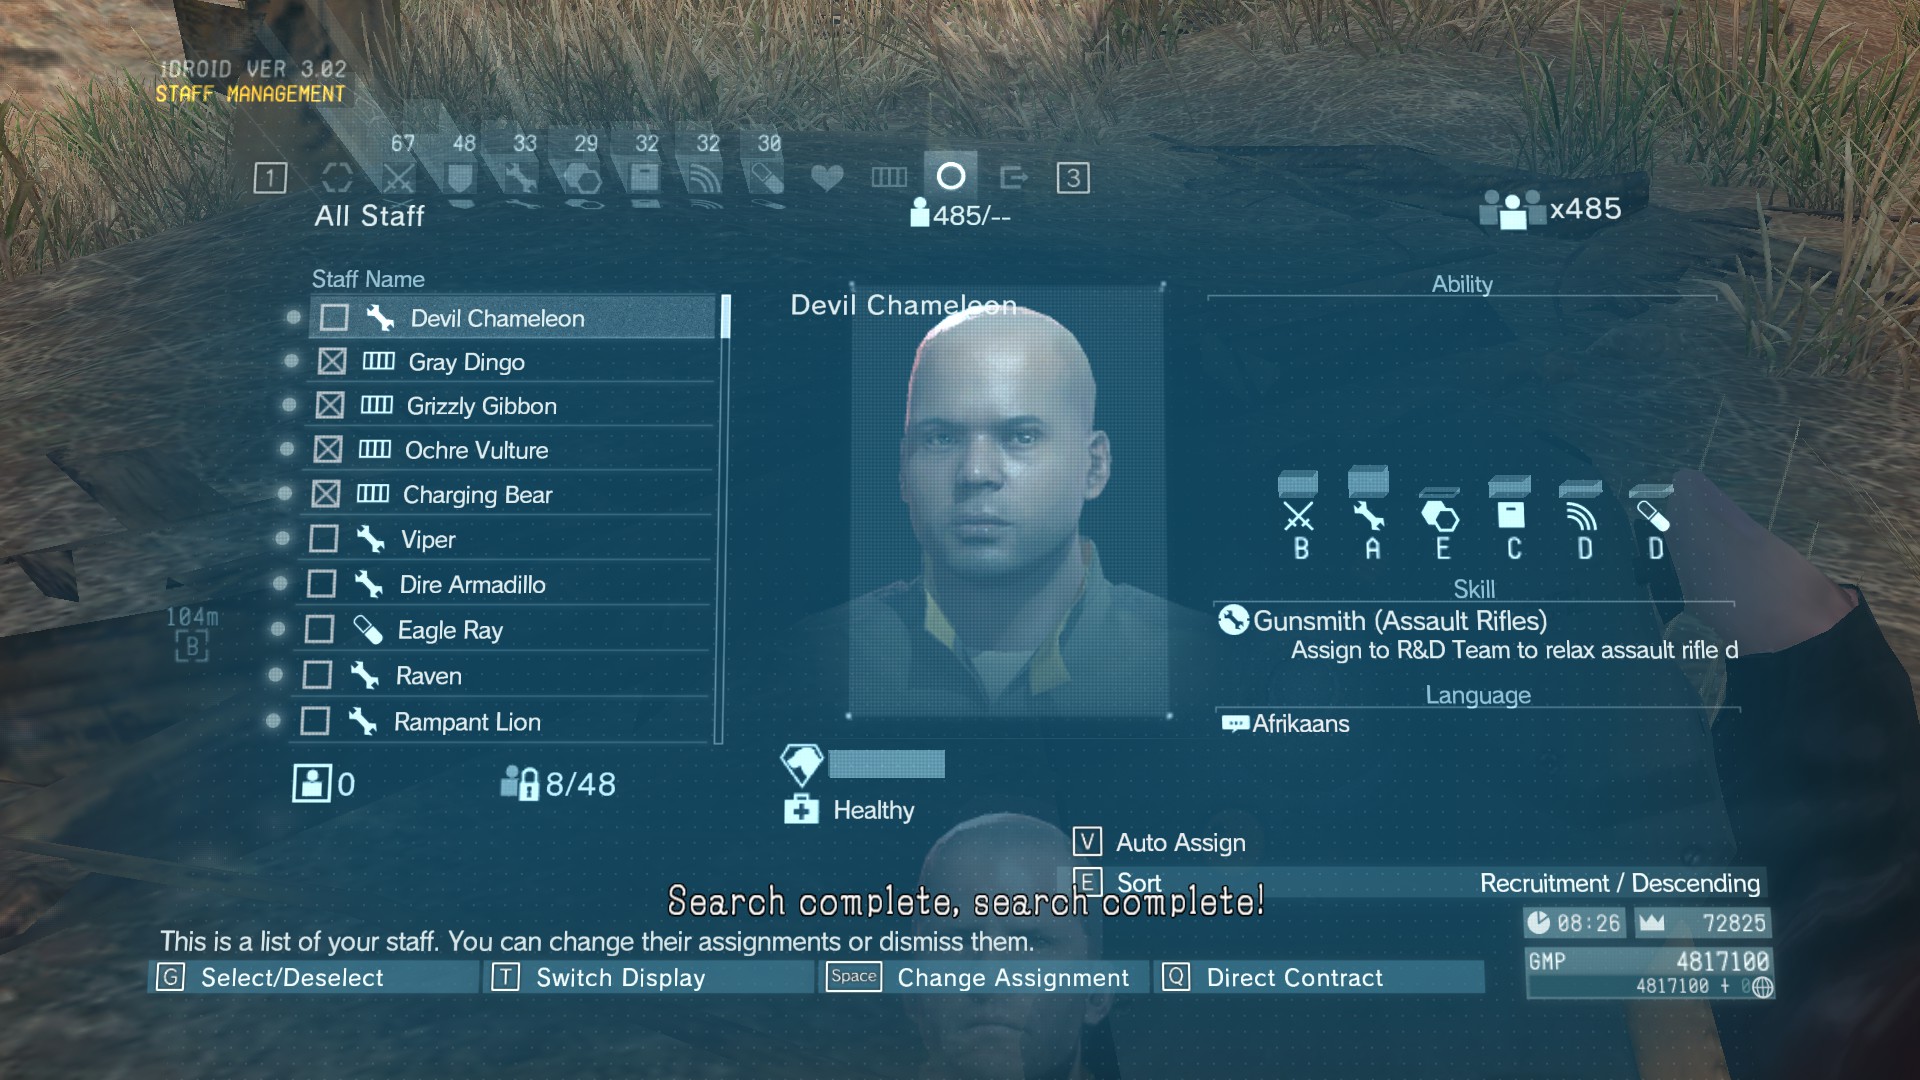 iDROID VER 3.02
STAFF MANAGEMENT
67 48 33 29 32 32 30
1 3
All Staff
485/--
x485
Staff Name
Devil Chameleon
Gray Dingo
Grizzly Gibbon
Ochre Vulture
Charging Bear
Viper
Dire Armadillo
Eagle Ray
Raven
Rampant Lion
0 8/48
104m
B
Devil Chameleon
Healthy
Ability
B A E C D D
Skill
Gunsmith (Assault Rifles)
Assign to R&D Team to relax assault rifle d
Language
Afrikaans
V Auto Assign
E Sort Recruitment / Descending
Search complete, search complete!
08:26 72825
This is a list of your staff. You can change their assignments or dismiss them.
GMP 4817100
4817100 + 0
G Select/Deselect T Switch Display Space Change Assignment Q Direct Contract